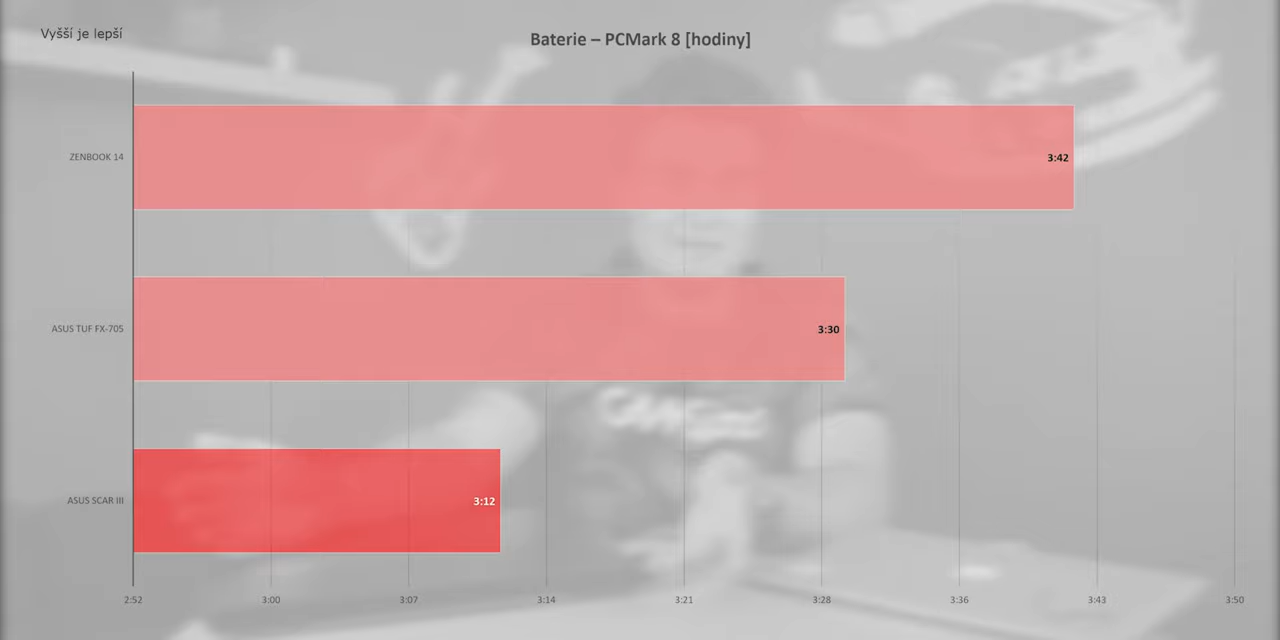 Vyšší je lepší
Baterie – PCMark 8 [hodiny]
ZENBOOK 14
3:42
ASUS TUF FX-705
3:30
ASUS SCAR III
3:12
2:52 3:00 3:07 3:14 3:21 3:28 3:36 3:43 3:50